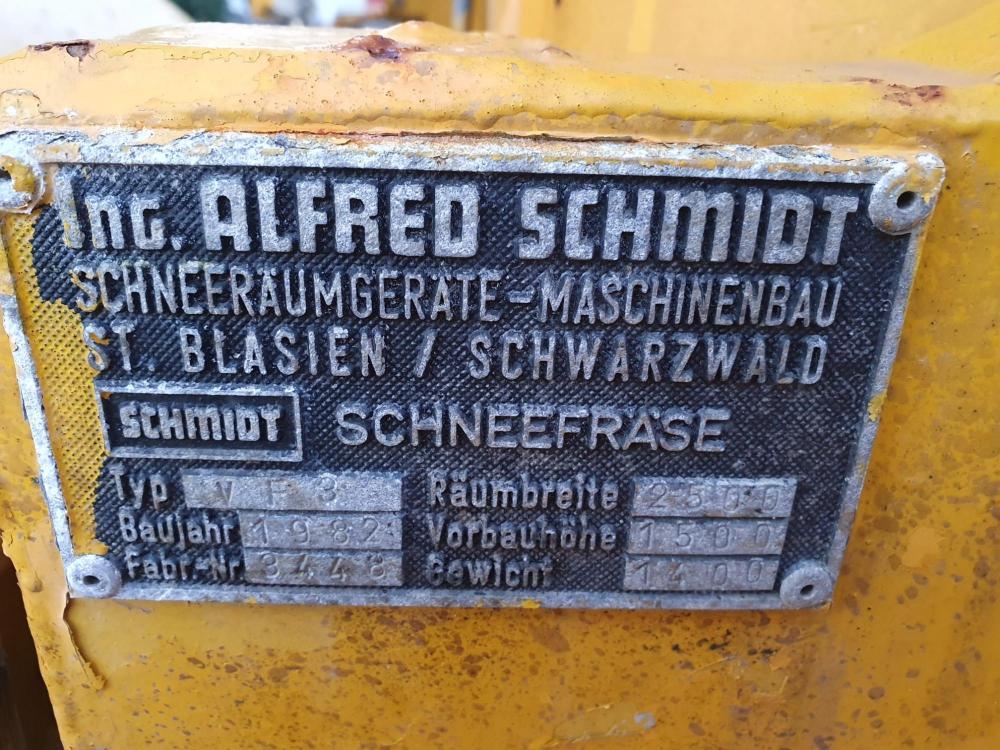 Ing. ALFRED SCHMIDT
SCHNEERÄUMGERÄTE-MASCHINENBAU
ST. BLASIEN / SCHWARZWALD
SCHMIDT SCHNEEFRÄSE
Typ VF3 Räumbreite 2500
Baujahr 1982 Vorbauhöhe 1500
Fabr.-Nr. 3448 Gewicht 1400